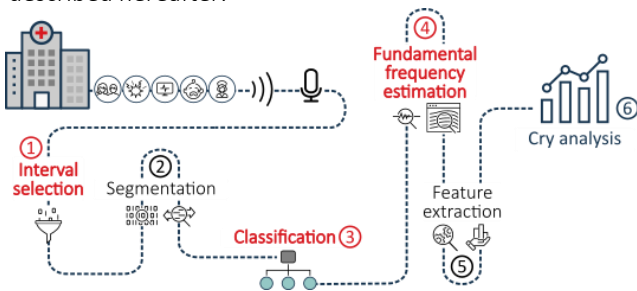 described hereafter.
④
Fundamental
frequency
estimation
⑥
Cry analysis
①
Interval
selection
②
Segmentation
Classification ③
Feature
extraction
⑤